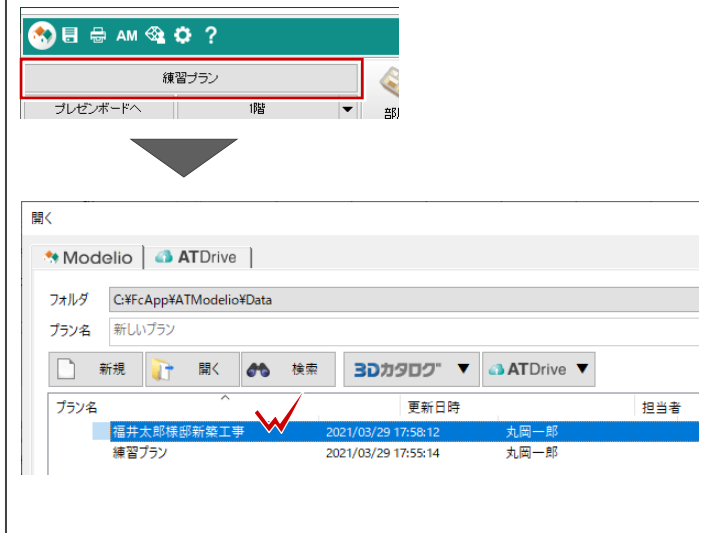 AM ?
練習プラン
プレゼンボードへ 1階 ▼
開く
Modelio ATDrive
フォルダ C:¥FcApp¥ATModelio¥Data
プラン名 新しいプラン
新規 開く 検索 3Dカタログ ▼ ATDrive ▼
プラン名 更新日時 担当者
福井太郎様邸新築工事 2021/03/29 17:58:12 丸岡一郎
練習プラン 2021/03/29 17:55:14 丸岡一郎